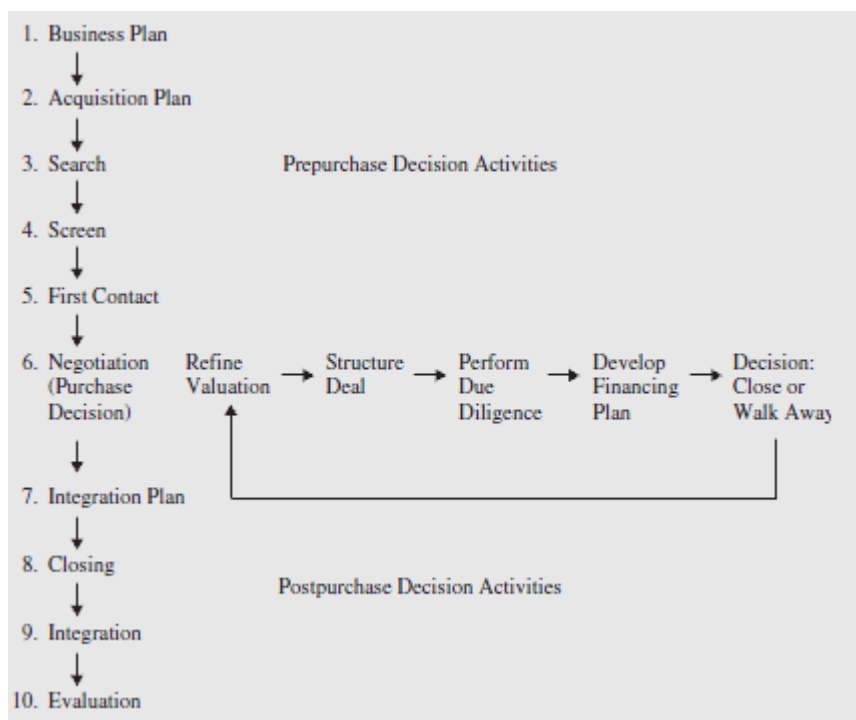 1. Business Plan
2. Acquisition Plan
3. Search
Prepurchase Decision Activities
4. Screen
5. First Contact
6. Negotiation
(Purchase
Decision)
Refine
Valuation
Structure
Deal
Perform
Due
Diligence
Develop
Financing
Plan
Decision:
Close or
Walk Away
7. Integration Plan
8. Closing
Postpurchase Decision Activities
9. Integration
10. Evaluation